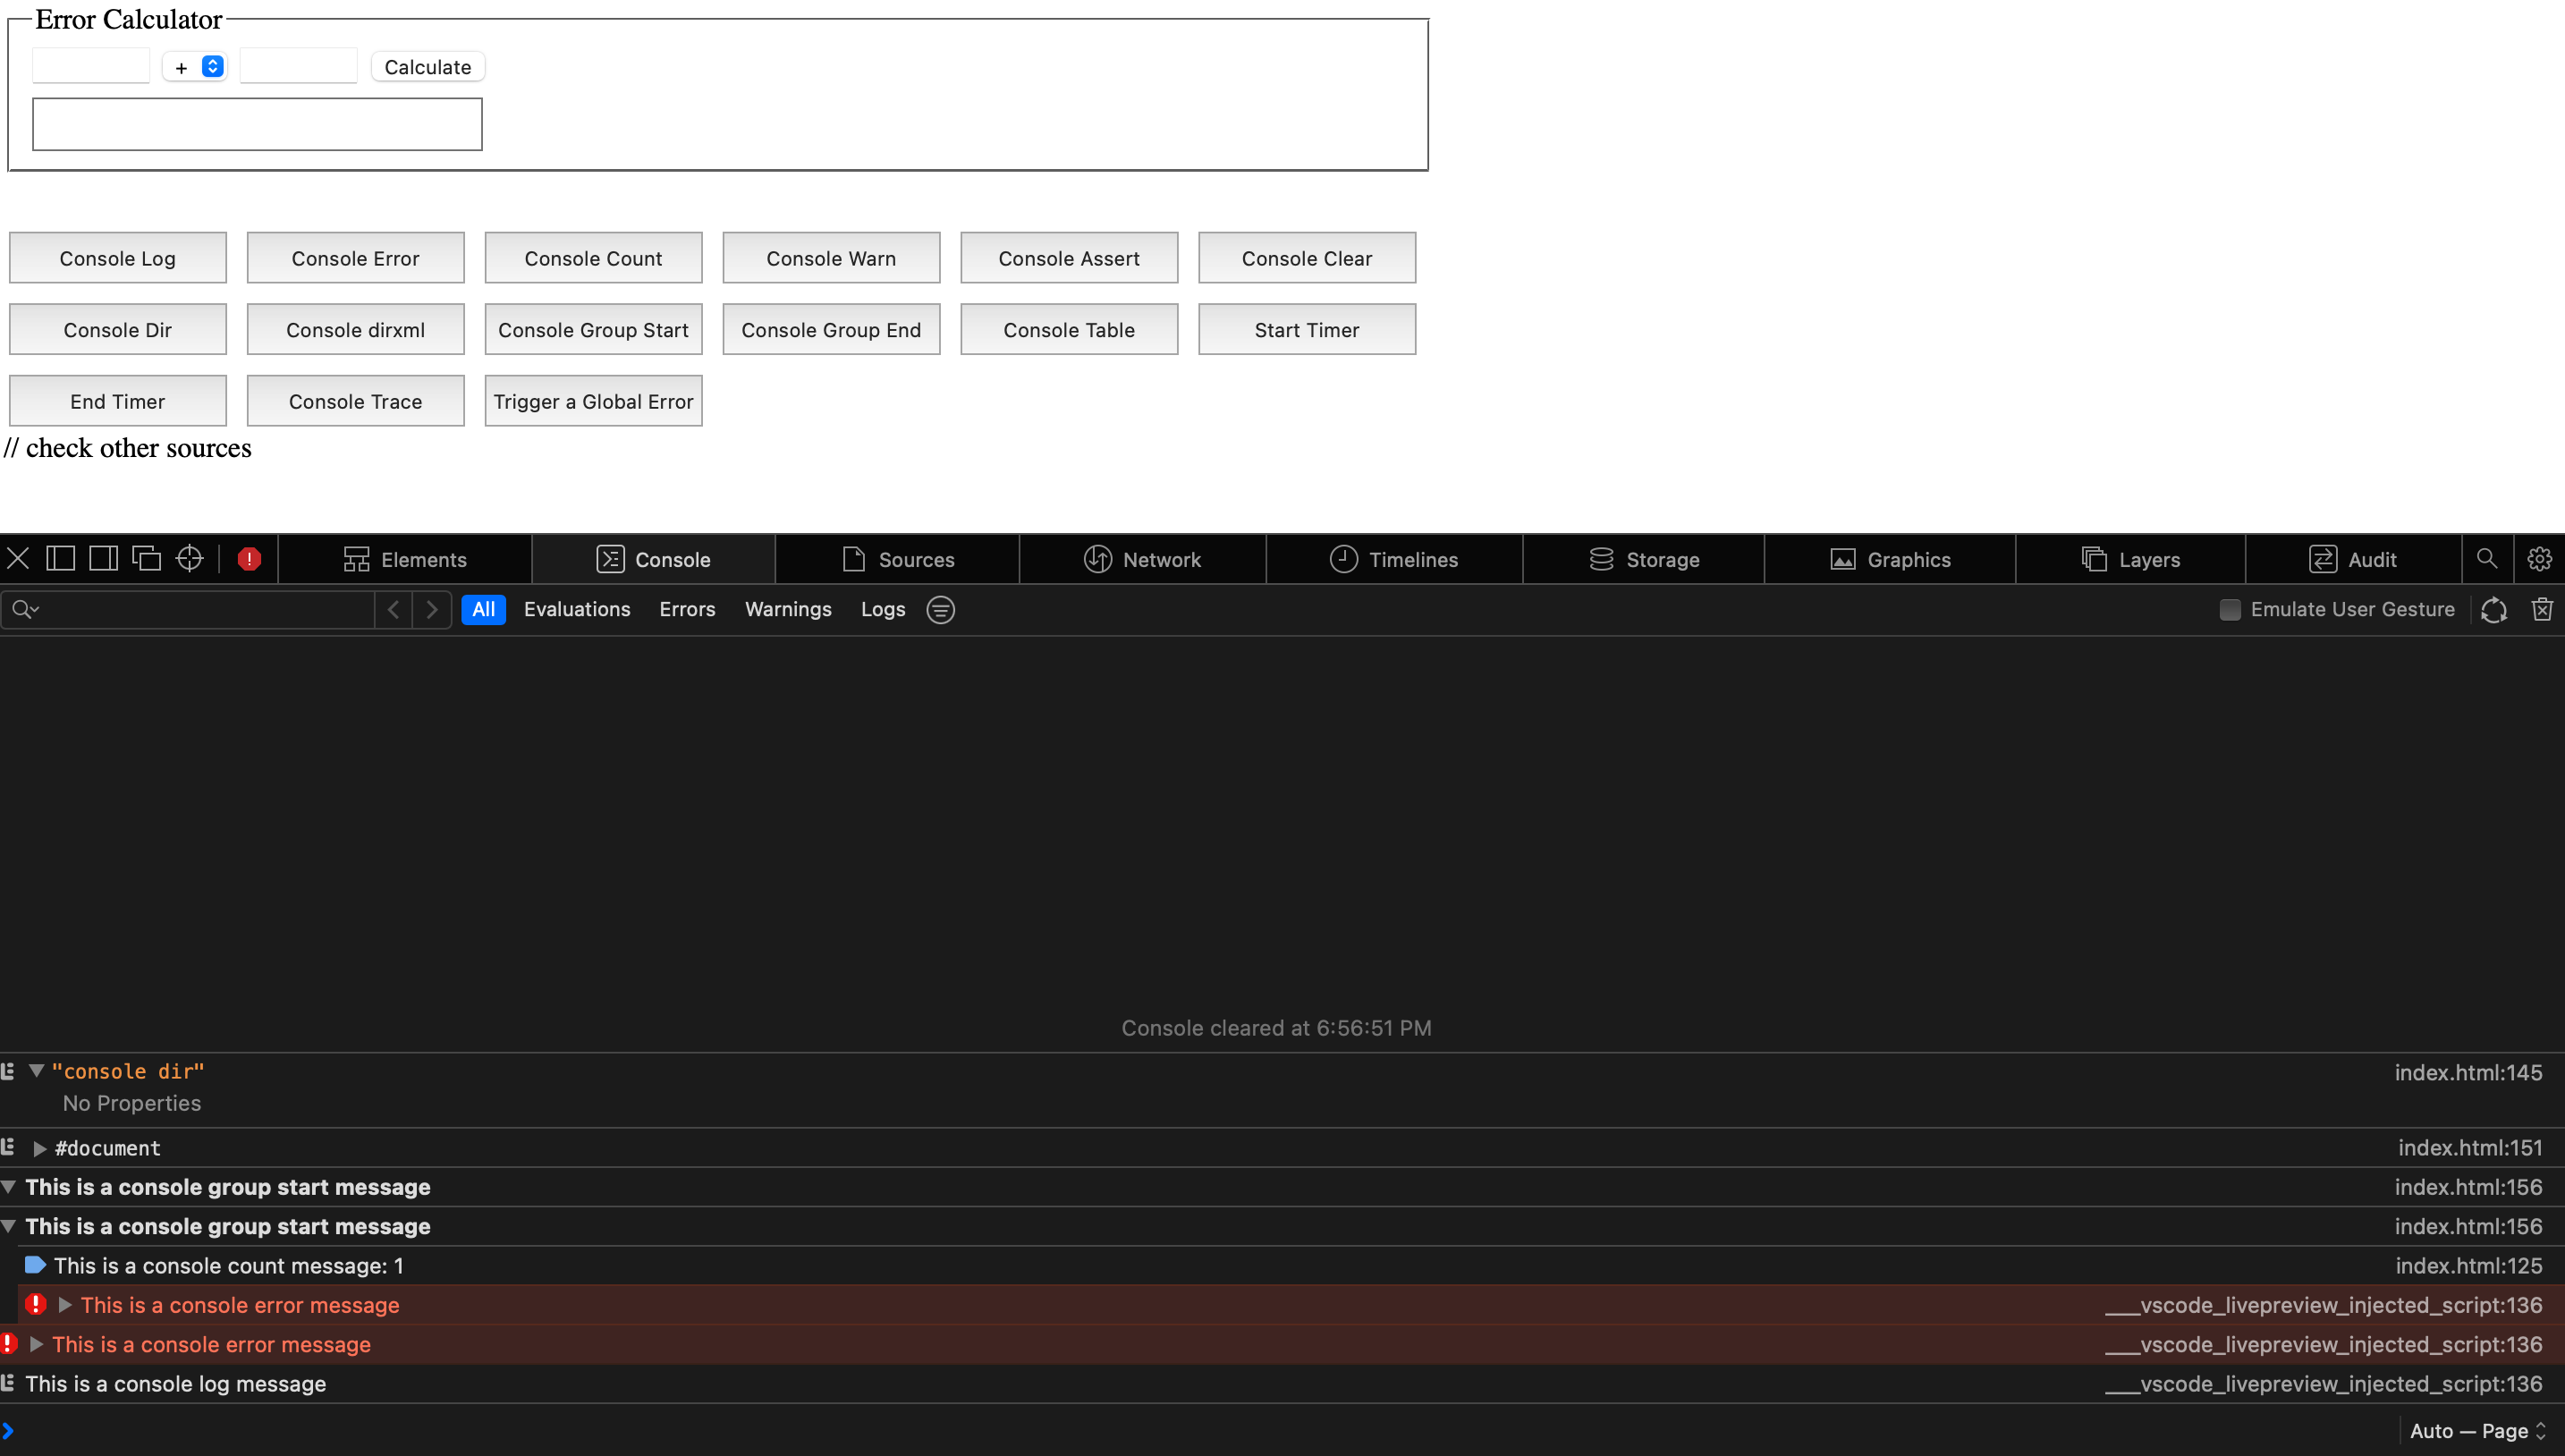 Error Calculator
+ Calculate
Console Log Console Error Console Count Console Warn Console Assert Console Clear
Console Dir Console dirxml Console Group Start Console Group End Console Table Start Timer
End Timer Console Trace Trigger a Global Error
// check other sources
Elements Console Sources Network Timelines Storage Graphics Layers Audit
All Evaluations Errors Warnings Logs Emulate User Gesture
Console cleared at 6:56:51 PM
"console dir" index.html:145
No Properties
#document index.html:151
This is a console group start message index.html:156
This is a console group start message index.html:156
This is a console count message: 1 index.html:125
This is a console error message ___vscode_livepreview_injected_script:136
This is a console error message ___vscode_livepreview_injected_script:136
This is a console log message ___vscode_livepreview_injected_script:136
Auto — Page